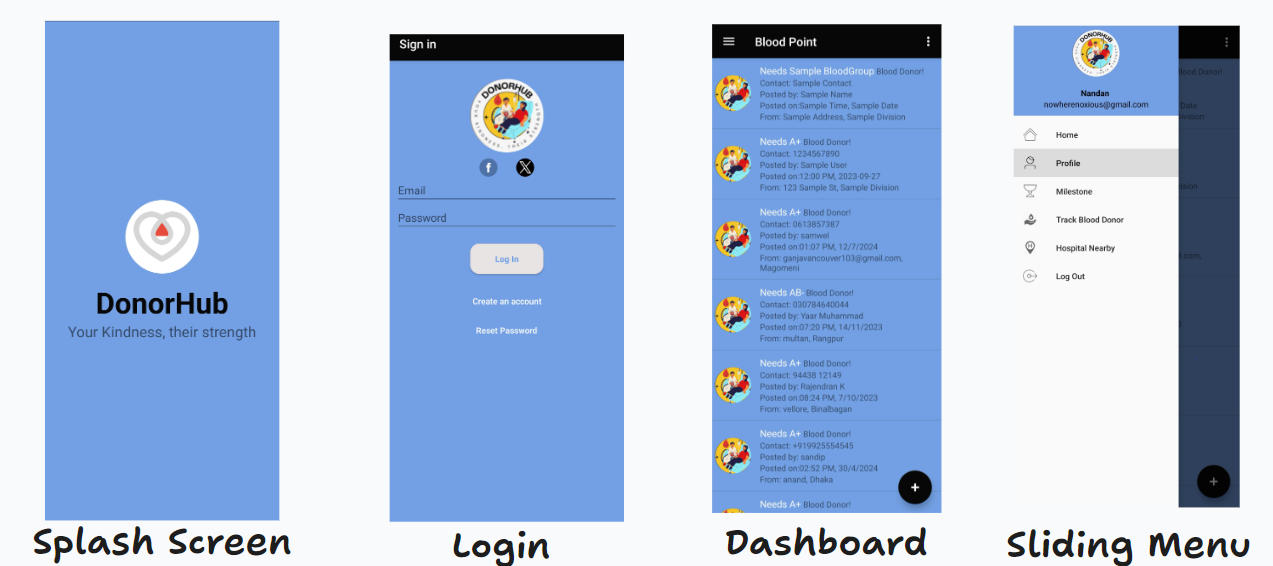 DonorHub
Your Kindness, their strength
Splash Screen
Sign in
DONORHUB
YOUR KINDNESS, THEIR STRENGTH
f
X
Email
Password
Log In
Create an account
Reset Password
Login
Blood Point
Needs Sample BloodGroup Blood Donor!
Contact: Sample Contact
Posted by: Sample Name
Posted on:Sample Time, Sample Date
From: Sample Address, Sample Division
Needs A+ Blood Donor!
Contact: 1234567890
Posted by: Sample User
Posted on:12:00 PM, 2023-09-27
From: 123 Sample St, Sample Division
Needs A+ Blood Donor!
Contact: 0613857387
Posted by: samwel
Posted on:01:07 PM, 12/7/2024
From: ganjavancouver103@gmail.com,
Magomeni
Needs AB- Blood Donor!
Contact: 030784640044
Posted by: Yaar Muhammad
Posted on:07:20 PM, 14/11/2023
From: multan, Rangpur
Needs A+ Blood Donor!
Contact: 94438 12149
Posted by: Rajendran K
Posted on:08:24 PM, 7/10/2023
From: vellore, Binalbagan
Needs A+ Blood Donor!
Contact: +919925554545
Posted by: sandip
Posted on:02:52 PM, 30/4/2024
From: anand, Dhaka
Needs A+ Blood Donor!
+
Dashboard
DONORHUB
Nandan
nowherenoxious@gmail.com
Home
Profile
Milestone
Track Blood Donor
Hospital Nearby
Log Out
Blood Donor!
Date
+
Sliding Menu